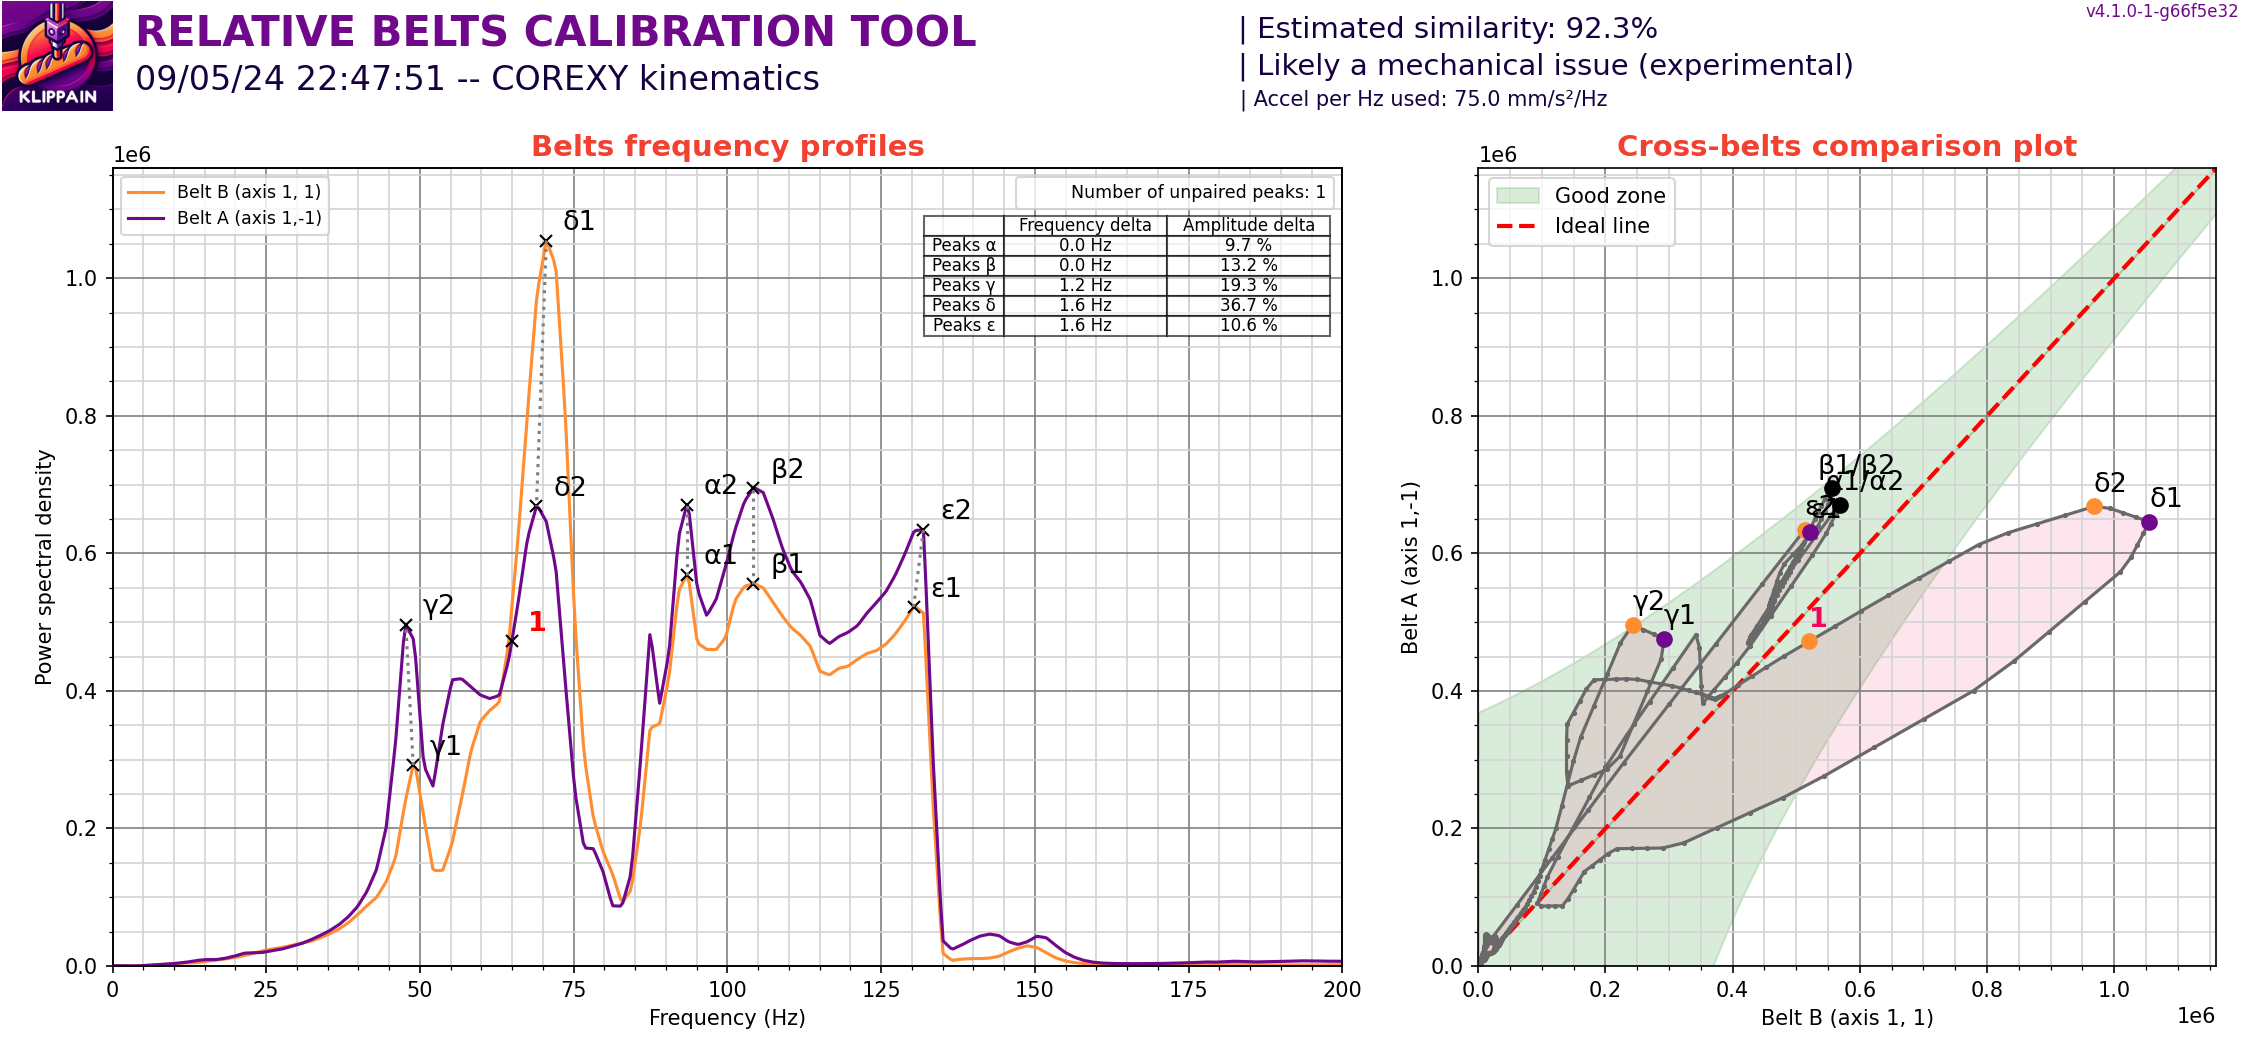 KLIPPAIN
RELATIVE BELTS CALIBRATION TOOL
09/05/24 22:47:51 -- COREXY kinematics
| Estimated similarity: 92.3%
| Likely a mechanical issue (experimental)
| Accel per Hz used: 75.0 mm/s²/Hz
v4.1.0-1-g66f5e32
Belts frequency profiles
1e6
Belt B (axis 1, 1)
Belt A (axis 1,-1)
Number of unpaired peaks: 1
Frequency delta Amplitude delta
Peaks α 0.0 Hz 9.7 %
Peaks β 0.0 Hz 13.2 %
Peaks γ 1.2 Hz 19.3 %
Peaks δ 1.6 Hz 36.7 %
Peaks ε 1.6 Hz 10.6 %
δ1
δ2
α2
β2
ε2
α1
β1
ε1
γ2
1
γ1
Power spectral density
1.0
0.8
0.6
0.4
0.2
0.0
0 25 50 75 100 125 150 175 200
Frequency (Hz)
Cross-belts comparison plot
1e6
Good zone
Ideal line
β1/β2
α1/α2
ε2
ε1
δ2
δ1
γ2
γ1
1
Belt A (axis 1,-1)
1.0
0.8
0.6
0.4
0.2
0.0
0.0 0.2 0.4 0.6 0.8 1.0
Belt B (axis 1, 1)
1e6